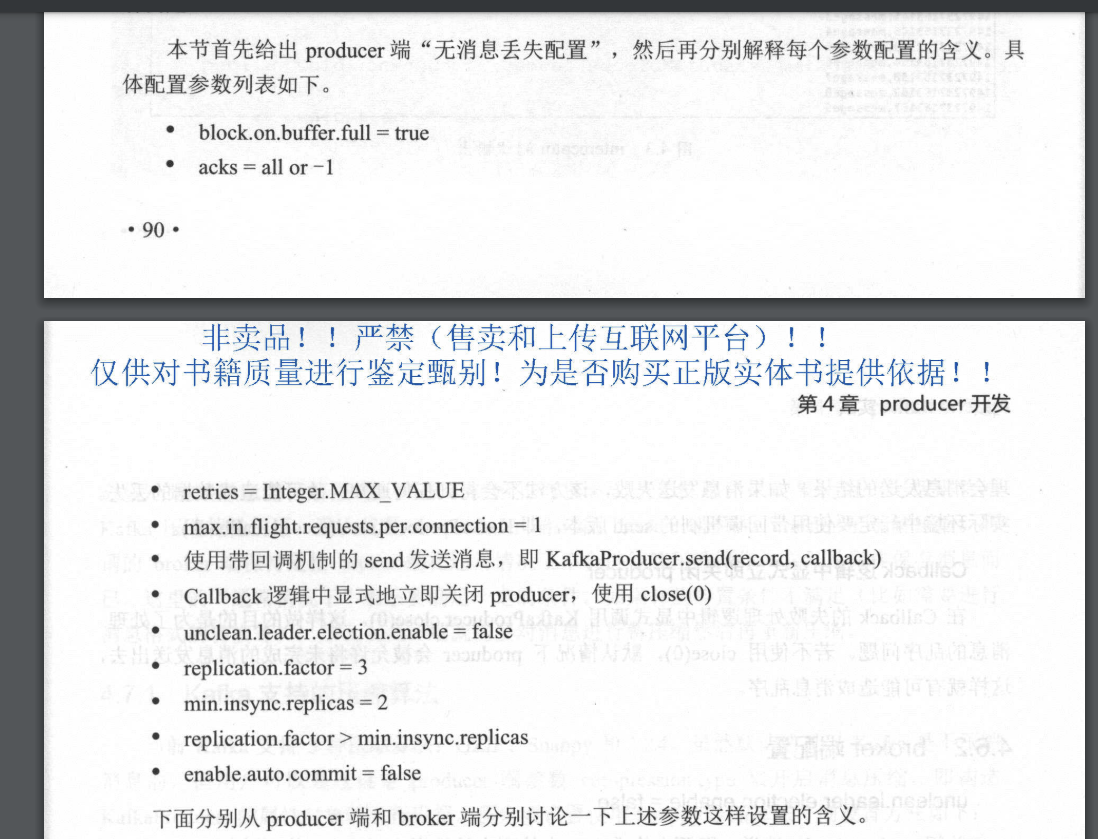 本节首先给出 producer 端“无消息丢失配置”，然后再分别解释每个参数配置的含义。具
体配置参数列表如下。
• block.on.buffer.full = true
• acks = all or −1
• 90 •
非卖品！！严禁（售卖和上传互联网平台）！！
仅供对书籍质量进行鉴定甄别！为是否购买正版实体书提供依据！！
第 4 章 producer 开发
• retries = Integer.MAX_VALUE
• max.in.flight.requests.per.connection = 1
• 使用带回调机制的 send 发送消息，即 KafkaProducer.send(record, callback)
• Callback 逻辑中显式地立即关闭 producer，使用 close(0)
• unclean.leader.election.enable = false
• replication.factor = 3
• min.insync.replicas = 2
• replication.factor > min.insync.replicas
• enable.auto.commit = false
下面分别从 producer 端和 broker 端分别讨论一下上述参数这样设置的含义。